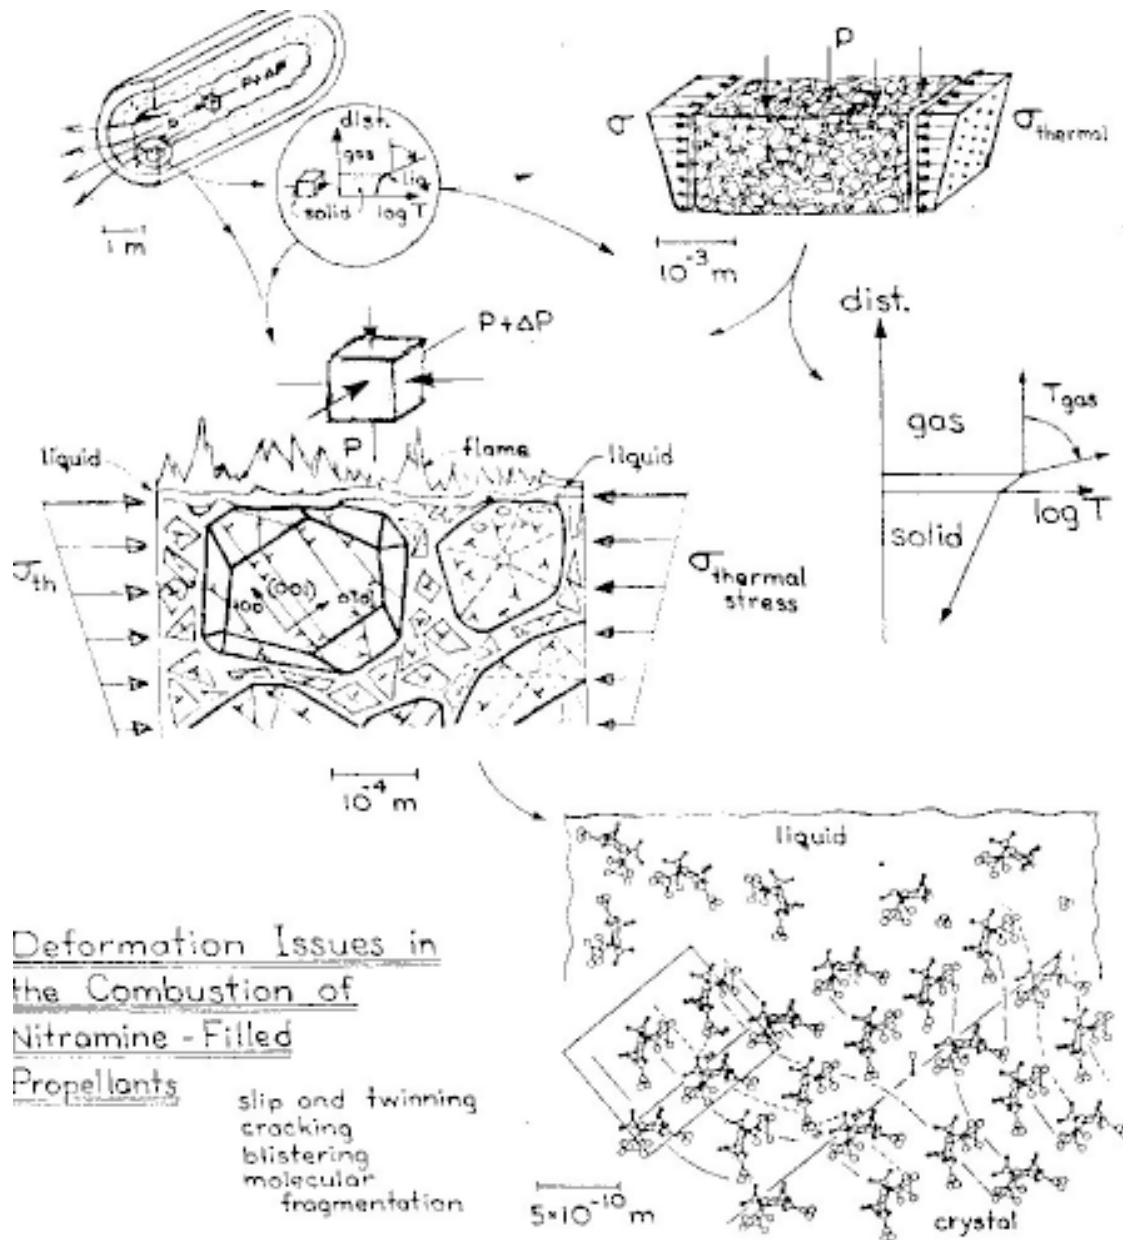 P+ΔP
dist.
gas
liq
solid
log T
1 m
P
σ
σ thermal
10⁻³ m
P+ΔP
P
dist.
gas
T gas
log T
solid
liquid
flame
liquid
σ th
(001)
100
010
σ thermal
stress
10⁻⁴ m
liquid
Deformation Issues in
the Combustion of
Nitramine-Filled
Propellants
slip and twinning
cracking
blistering
molecular
fragmentation
5×10⁻¹⁰ m
crystal